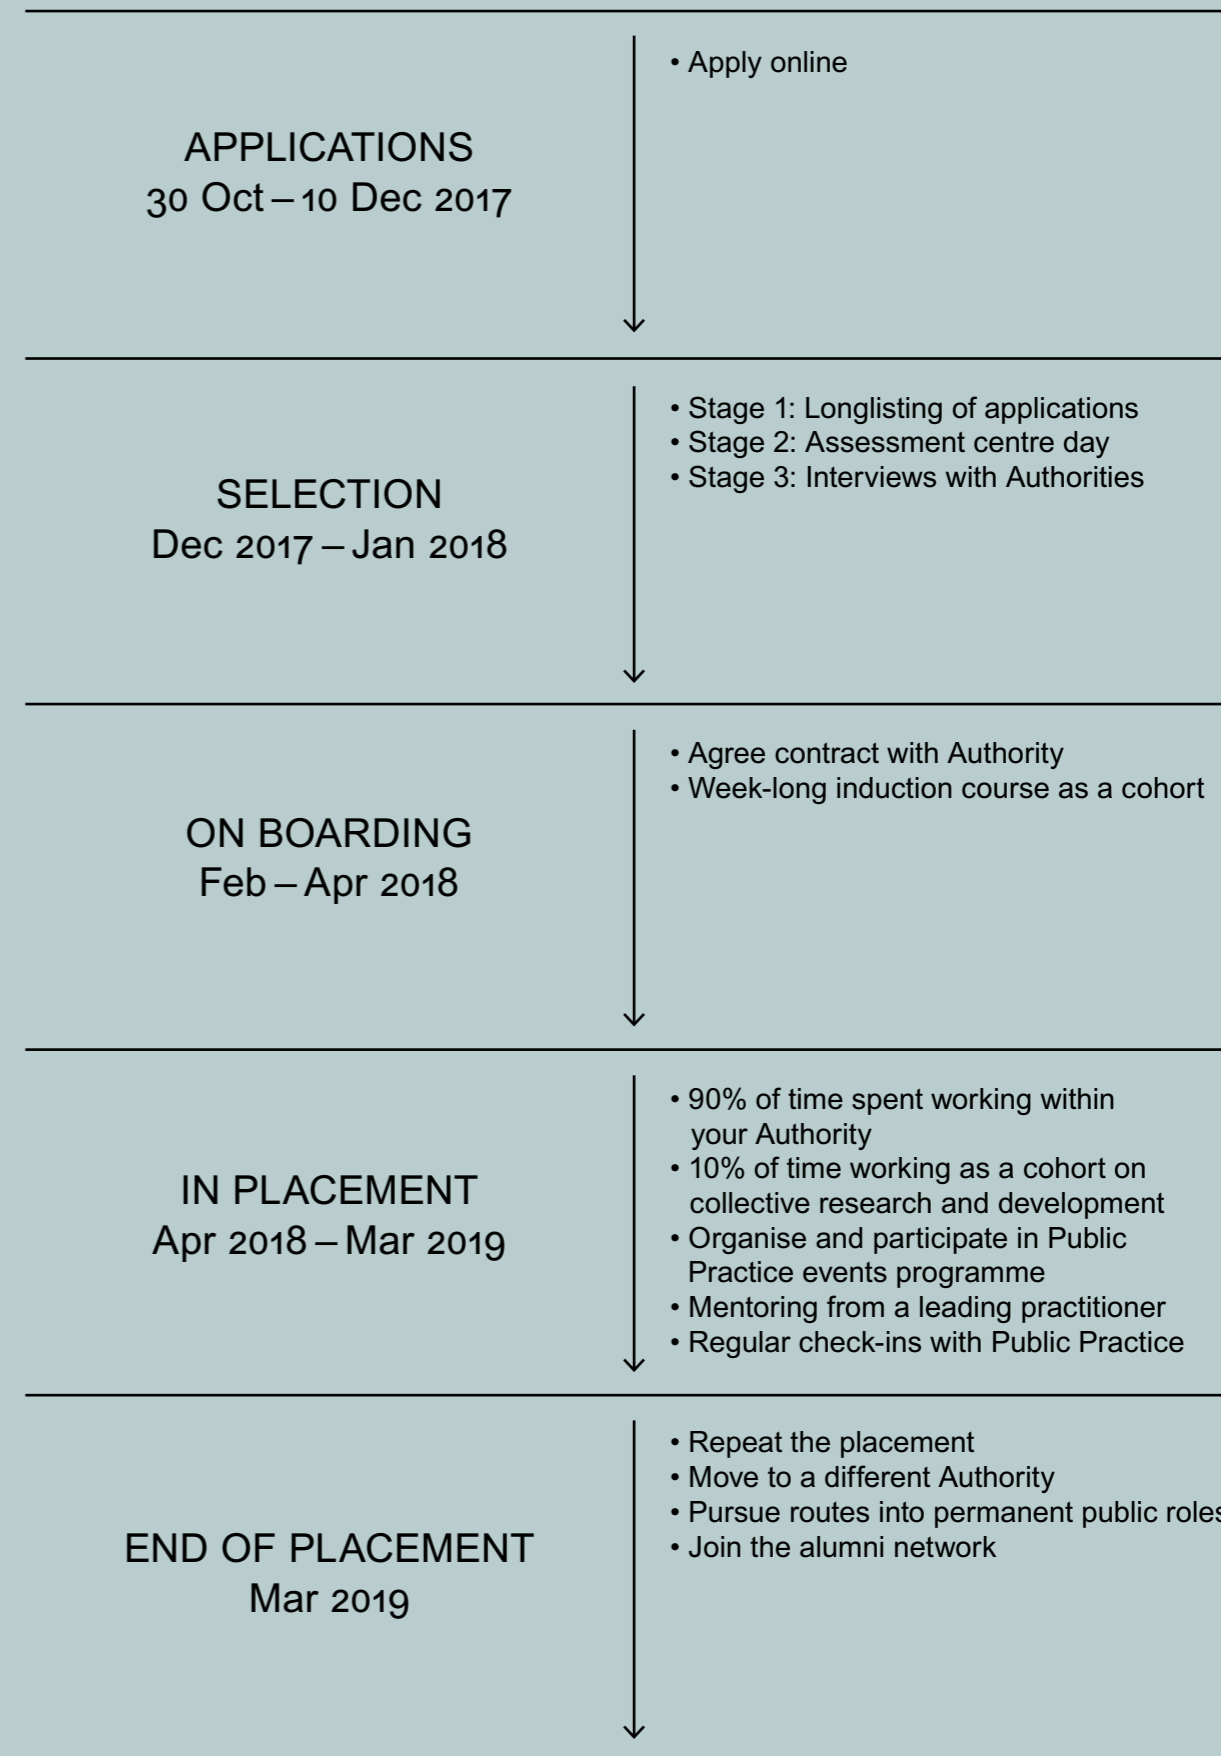 APPLICATIONS
30 Oct – 10 Dec 2017
• Apply online
SELECTION
Dec 2017 – Jan 2018
• Stage 1: Longlisting of applications
• Stage 2: Assessment centre day
• Stage 3: Interviews with Authorities
ON BOARDING
Feb – Apr 2018
• Agree contract with Authority
• Week-long induction course as a cohort
IN PLACEMENT
Apr 2018 – Mar 2019
• 90% of time spent working within
your Authority
• 10% of time working as a cohort on
collective research and development
• Organise and participate in Public
Practice events programme
• Mentoring from a leading practitioner
• Regular check-ins with Public Practice
END OF PLACEMENT
Mar 2019
• Repeat the placement
• Move to a different Authority
• Pursue routes into permanent public roles
• Join the alumni network